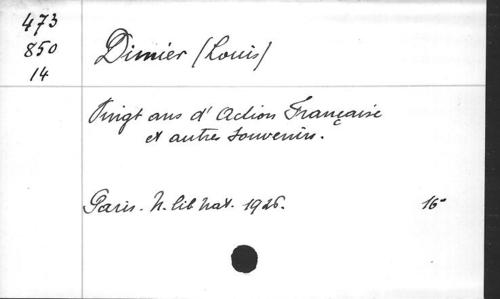 473
850
14
Dimier (Louis)
Vingt ans d'Action Française
et autres souvenirs.
Paris. N. lib nat. 1926. 16°